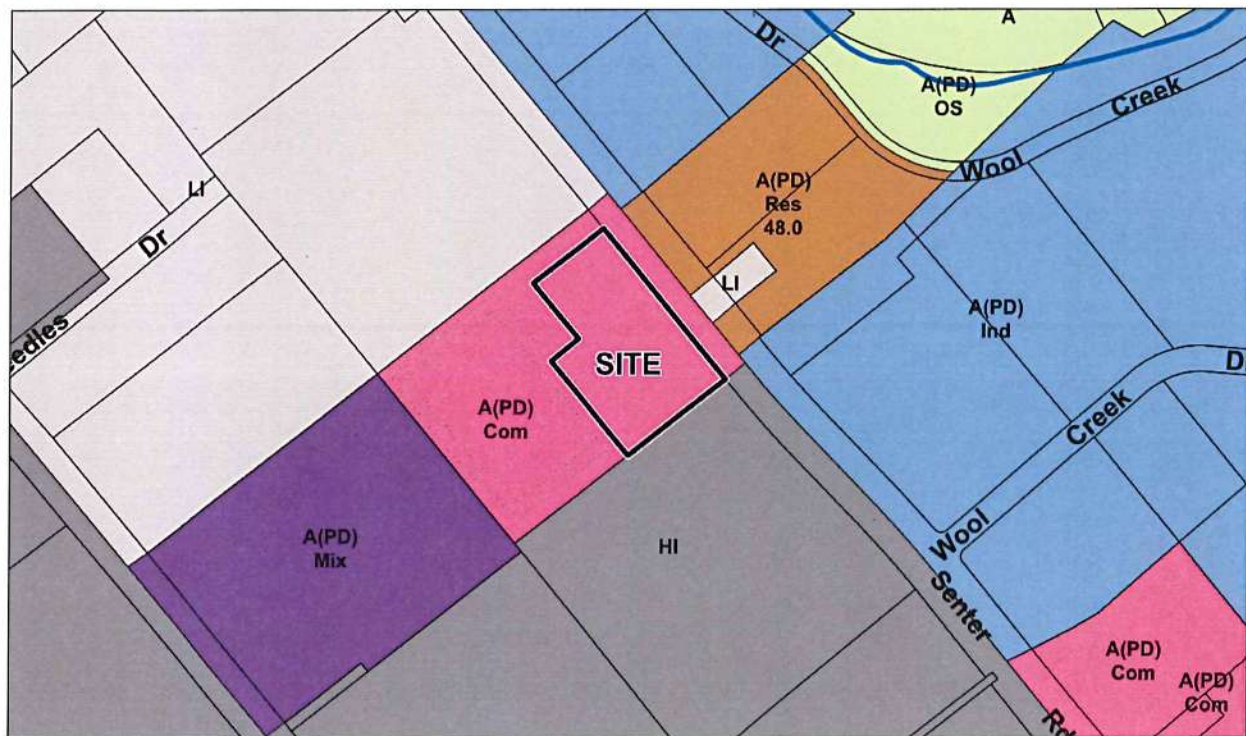 A
Dr
A(PD)
OS
Creek
Wool
LI
A(PD)
Res
48.0
Dr
LI
A(PD)
Ind
eedles
SITE
D
A(PD)
Com
Creek
A(PD)
Mix
HI
Wool
Senter
A(PD)
Com
A(PD)
Com
Rd